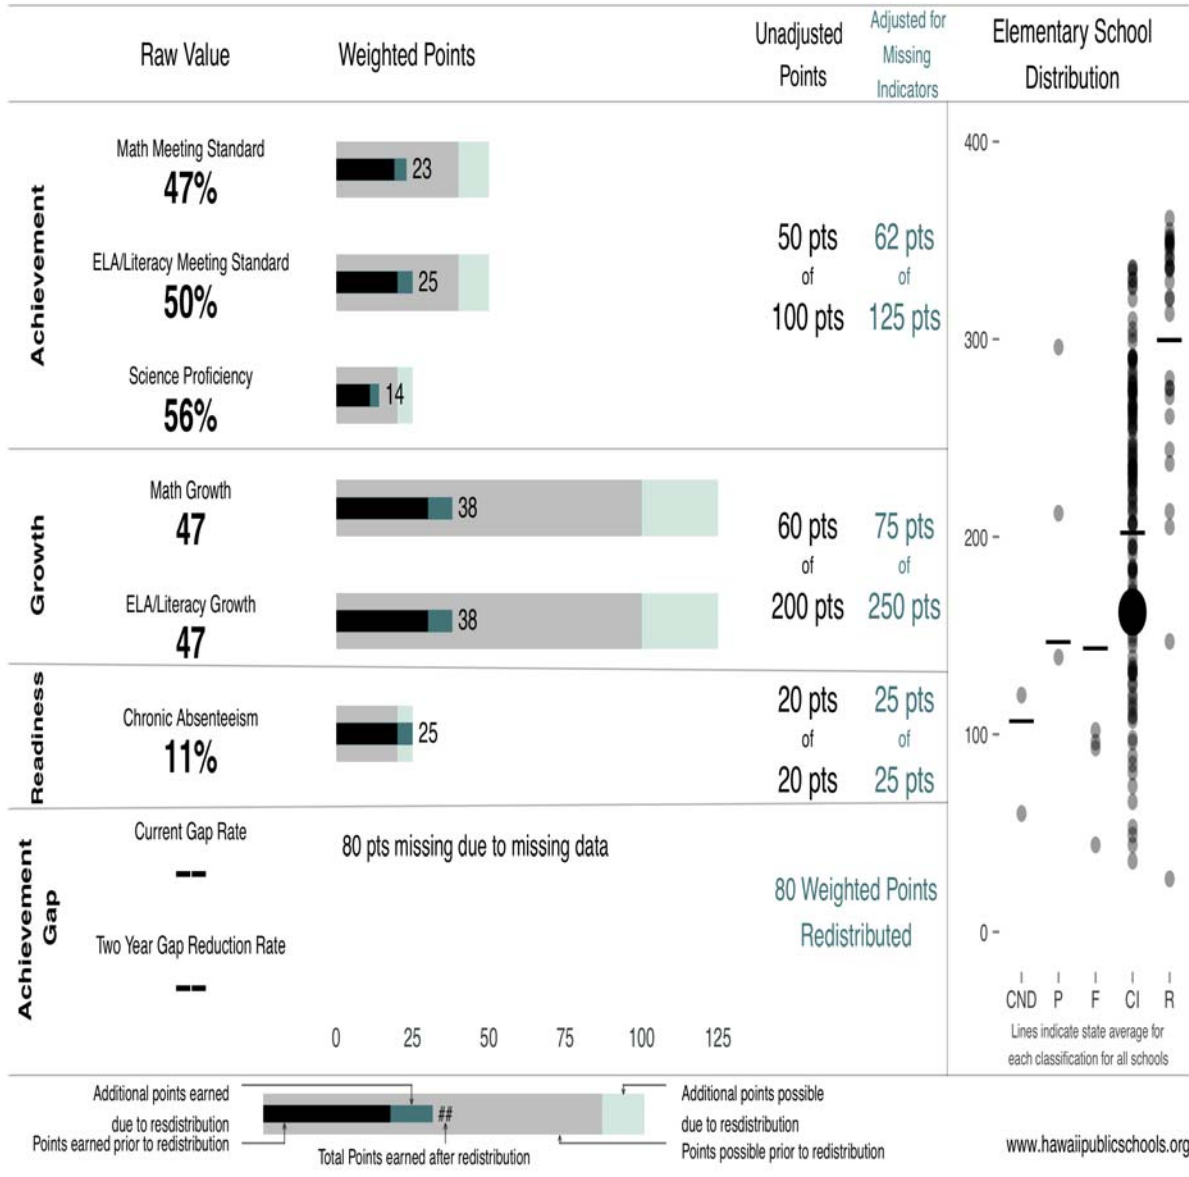 Raw Value
Weighted Points
Unadjusted
Points
Adjusted for
Missing
Indicators
Elementary School
Distribution
Achievement
Math Meeting Standard
47%
23
ELA/Literacy Meeting Standard
50%
25
Science Proficiency
56%
14
50 pts
of
100 pts
62 pts
of
125 pts
Growth
Math Growth
47
38
ELA/Literacy Growth
47
38
60 pts
of
200 pts
75 pts
of
250 pts
Readiness
Chronic Absenteeism
11%
25
20 pts
of
20 pts
25 pts
of
25 pts
Achievement
Gap
Current Gap Rate
--
80 pts missing due to missing data
Two Year Gap Reduction Rate
--
80 Weighted Points
Redistributed
0 25 50 75 100 125
400
300
200
100
0
CND P F CI R
Lines indicate state average for
each classification for all schools
Additional points earned
due to resdistribution
Points earned prior to redistribution
##
Total Points earned after redistribution
Additional points possible
due to resdistribution
Points possible prior to redistribution
www.hawaiipublicschools.org